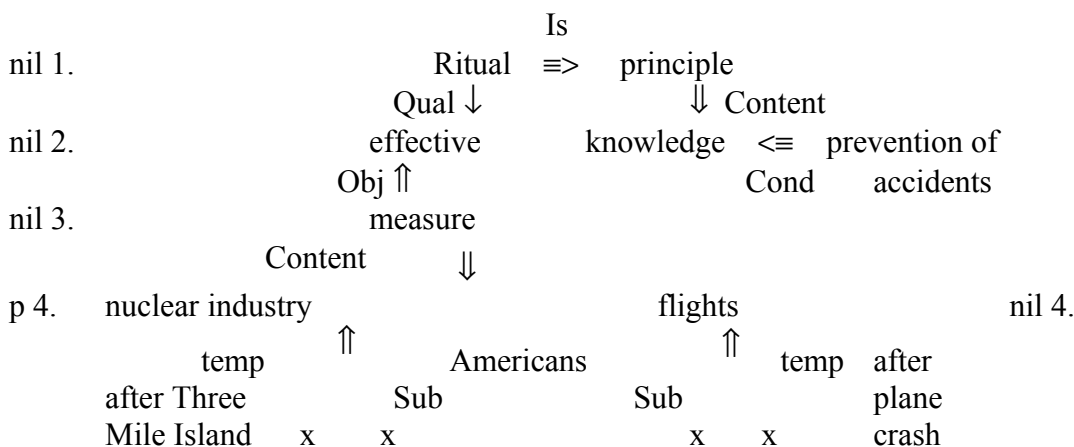 Is
nil 1. Ritual ≡> principle
Qual ↓ ⇓ Content
nil 2. effective knowledge <≡ prevention of
Obj ⇑ Cond accidents
nil 3. measure
Content ⇓
p 4. nuclear industry flights nil 4.
⇑ ⇑
temp Americans temp after
after Three Sub Sub plane
Mile Island x x x x crash